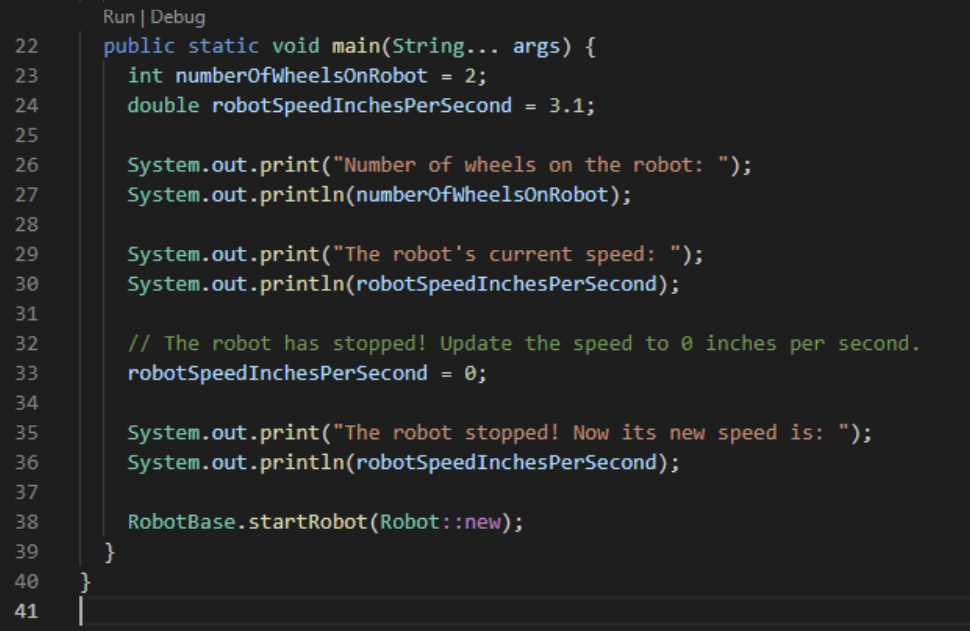 Run | Debug
22 public static void main(String... args) {
23 int numberOfWheelsOnRobot = 2;
24 double robotSpeedInchesPerSecond = 3.1;
25
26 System.out.print("Number of wheels on the robot: ");
27 System.out.println(numberOfWheelsOnRobot);
28
29 System.out.print("The robot's current speed: ");
30 System.out.println(robotSpeedInchesPerSecond);
31
32 // The robot has stopped! Update the speed to 0 inches per second.
33 robotSpeedInchesPerSecond = 0;
34
35 System.out.print("The robot stopped! Now its new speed is: ");
36 System.out.println(robotSpeedInchesPerSecond);
37
38 RobotBase.startRobot(Robot::new);
39 }
40 }
41